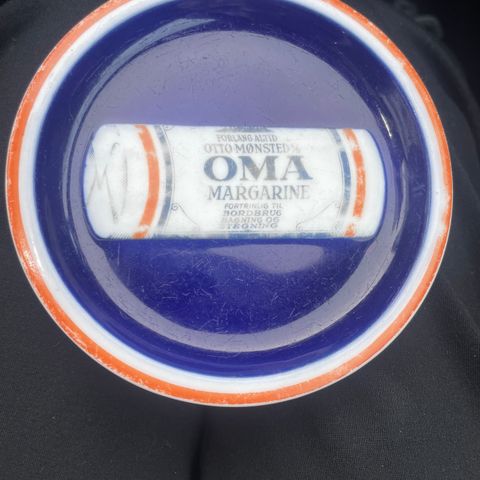 FORLANG ALTID
OTTO MØNSTED'S
OMA
MARGARINE
FORTRINLIG TIL
BORDBRUG
BAGNING OG
STEGNING